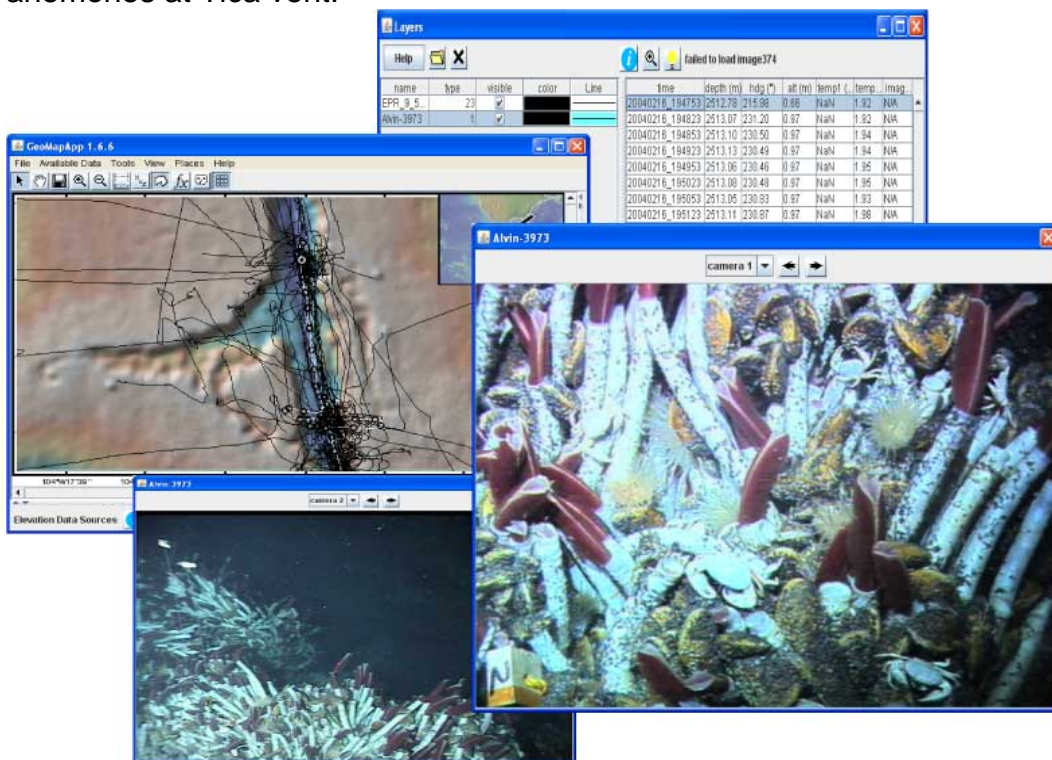 anemones at Tica vent.
Layers
Help
failed to load image374
name type visible color Line
EPR_9_5... 23
Alvin-3973 t
time depth (m) hdg (°) alt (m) temp1 (... temp... imag...
20040216_194753 2512.78 215.98 0.66 NaN 1.92 N/A
20040216_194823 2513.07 231.20 0.97 NaN 1.92 N/A
20040216_194853 2513.10 230.50 0.97 NaN 1.94 N/A
20040216_194923 2513.13 230.49 0.97 NaN 1.94 N/A
20040216_194953 2513.06 230.46 0.97 NaN 1.95 N/A
20040216_195023 2513.08 230.48 0.97 NaN 1.95 N/A
20040216_195053 2513.05 230.83 0.97 NaN 1.93 N/A
20040216_195123 2513.11 230.87 0.97 NaN 1.98 N/A
GeoMapApp 1.6.6
File Available Data Tools View Places Help
104°W17'39" 104
Elevation Data Sources
Alvin-3973
camera 1
2
Alvin-3973
camera 2